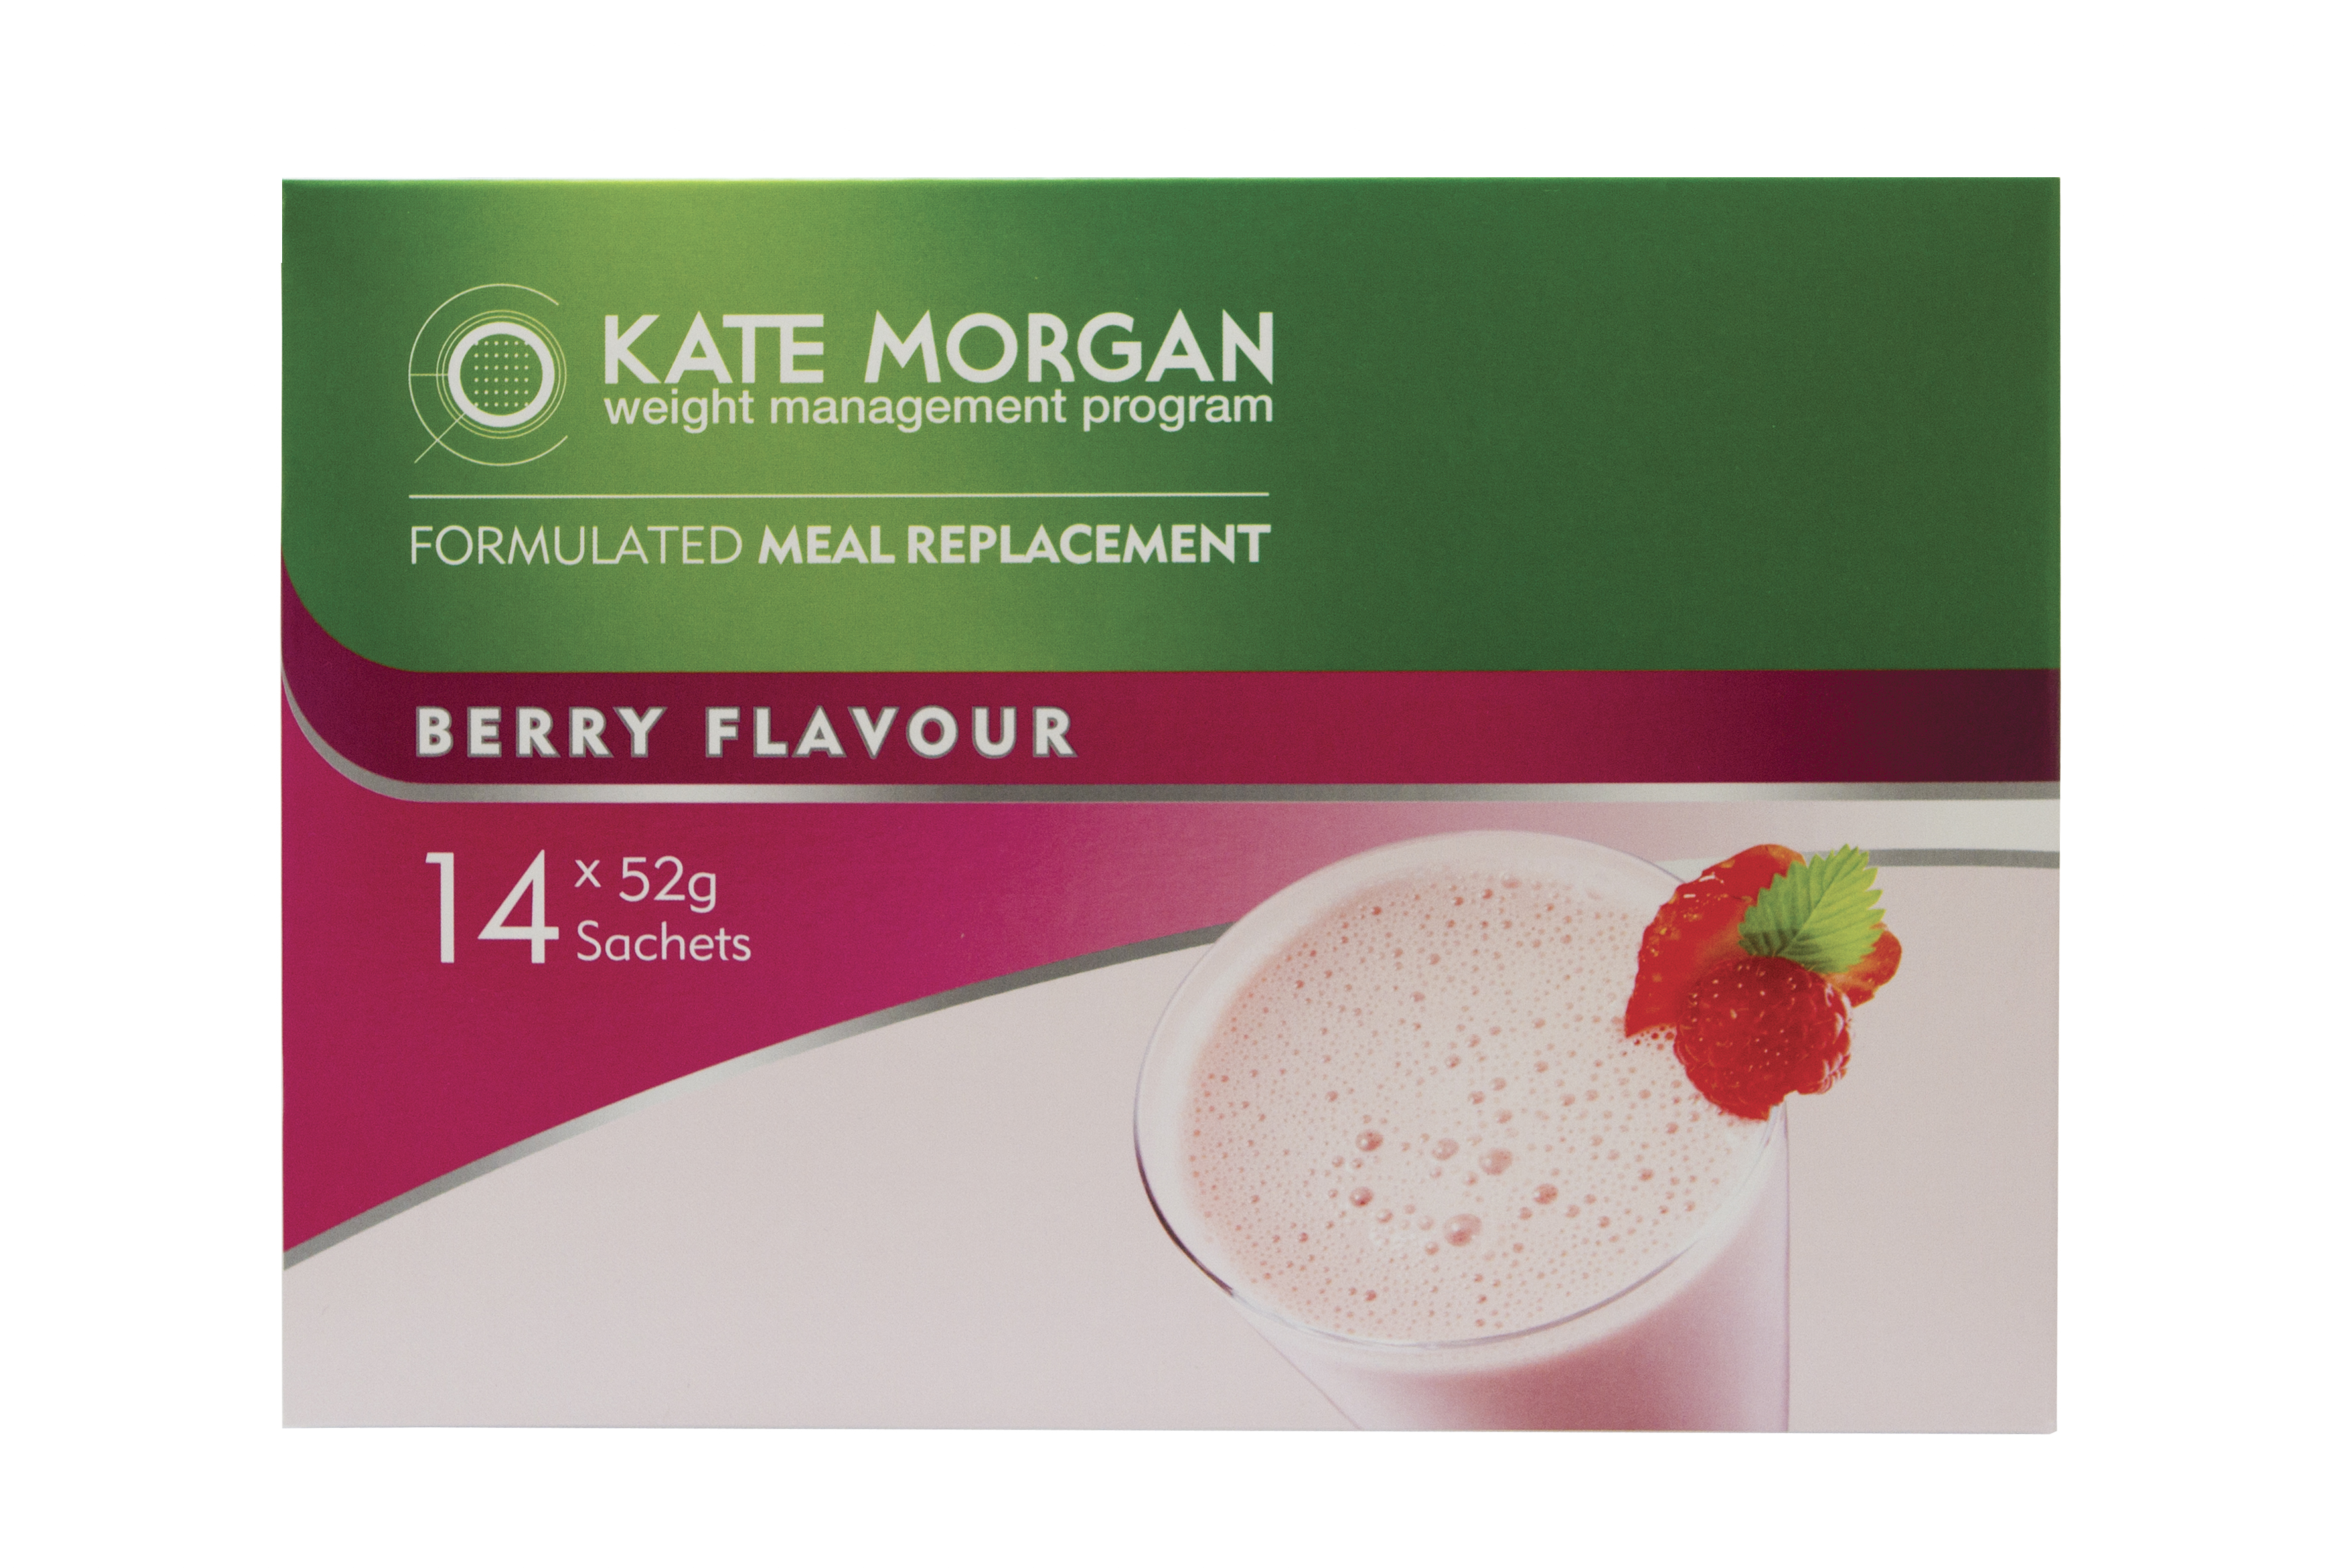 KATE MORGAN
weight management program
FORMULATED MEAL REPLACEMENT
BERRY FLAVOUR
14 x 52g
Sachets